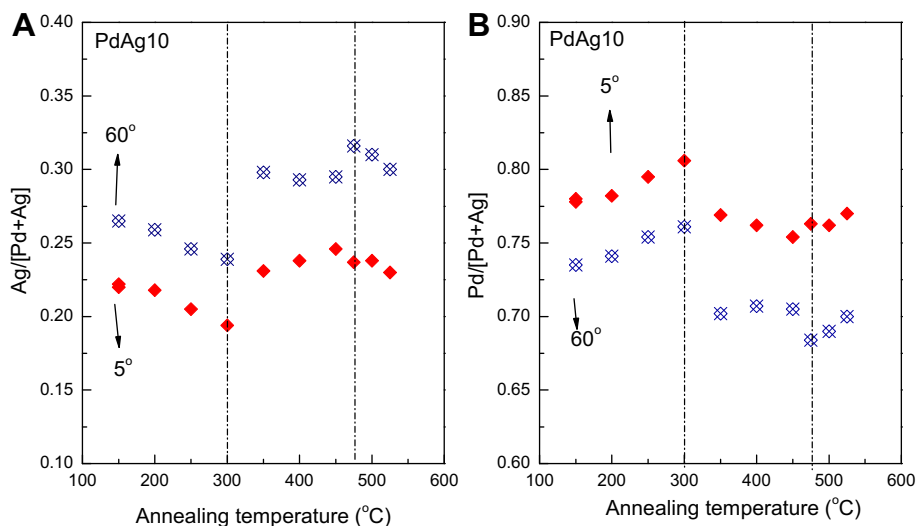 A
PdAg10
0.40
0.35
0.30
0.25
0.20
0.15
0.10
Ag/[Pd+Ag]
60°
5°
100 200 300 400 500 600
Annealing temperature (°C)
B
PdAg10
0.90
0.85
0.80
0.75
0.70
0.65
0.60
Pd/[Pd+Ag]
5°
60°
100 200 300 400 500 600
Annealing temperature (°C)